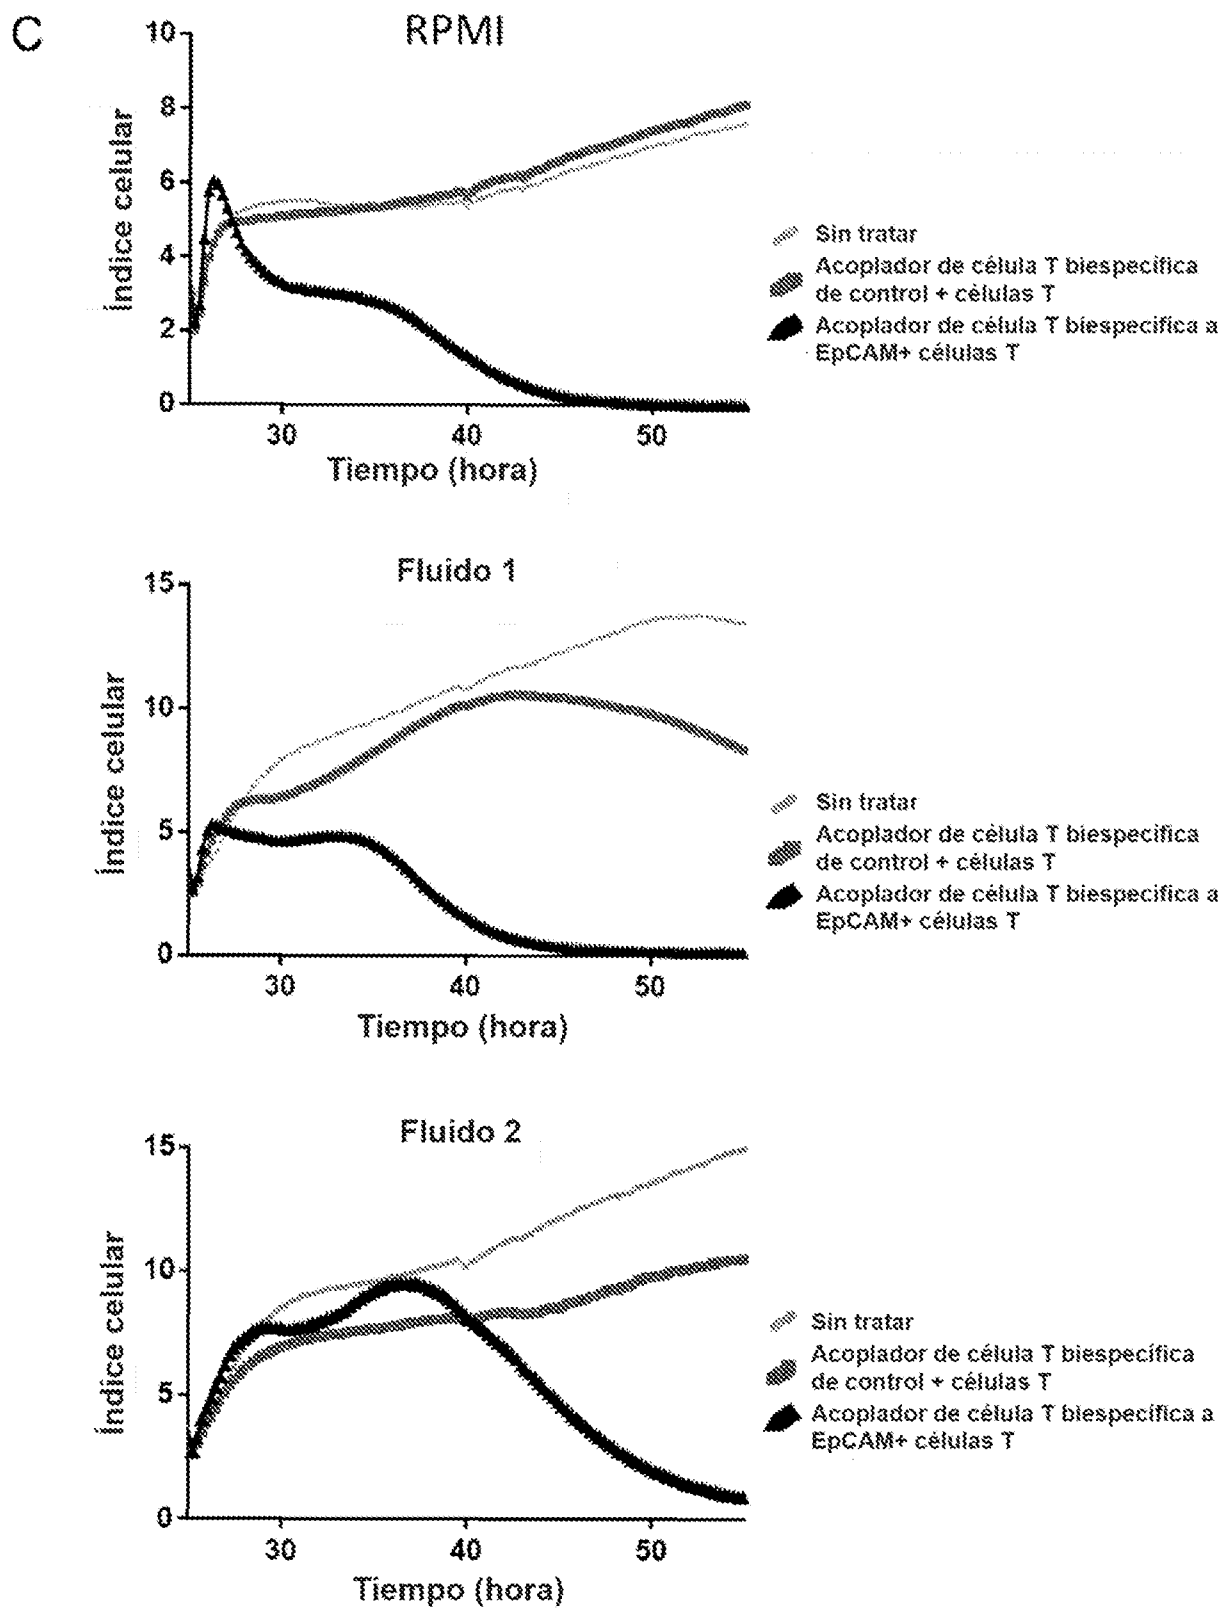 C
RPMI
10
8
6
4
2
0
Índice celular
30
40
50
Tiempo (hora)
Sin tratar
Acoplador de célula T biespecífica
de control + células T
Acoplador de célula T biespecífica a
EpCAM+ células T
Fluido 1
15
10
5
0
Índice celular
30
40
50
Tiempo (hora)
Sin tratar
Acoplador de célula T biespecífica
de control + células T
Acoplador de célula T biespecífica a
EpCAM+ células T
Fluido 2
15
10
5
0
Índice celular
30
40
50
Tiempo (hora)
Sin tratar
Acoplador de célula T biespecífica
de control + células T
Acoplador de célula T biespecífica a
EpCAM+ células T